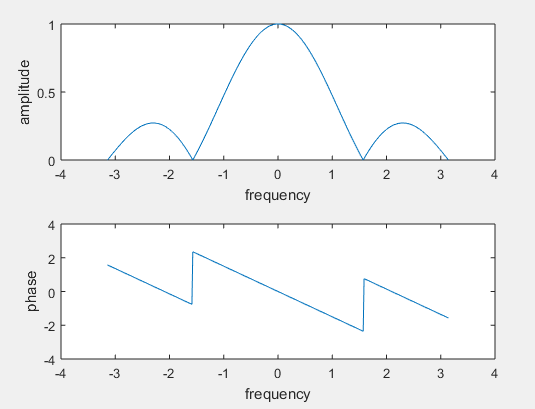 1
0.5
0
amplitude
-4 -3 -2 -1 0 1 2 3 4
frequency
4
2
0
-2
-4
phase
-4 -3 -2 -1 0 1 2 3 4
frequency